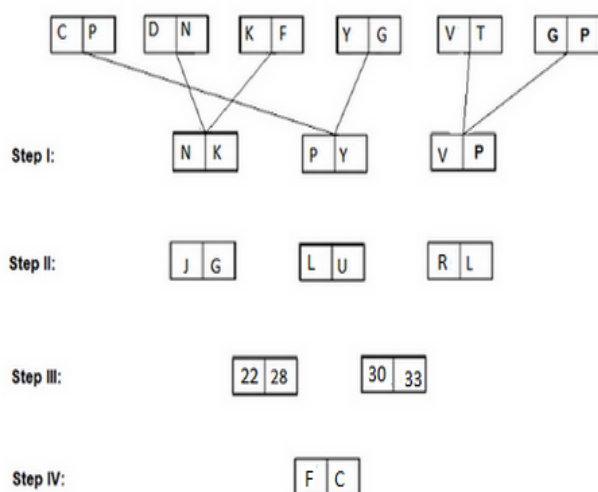 C P D N K F Y G V T G P
Step I: N K P Y V P
Step II: J G L U R L
Step III: 22 28 30 33
Step IV: F C